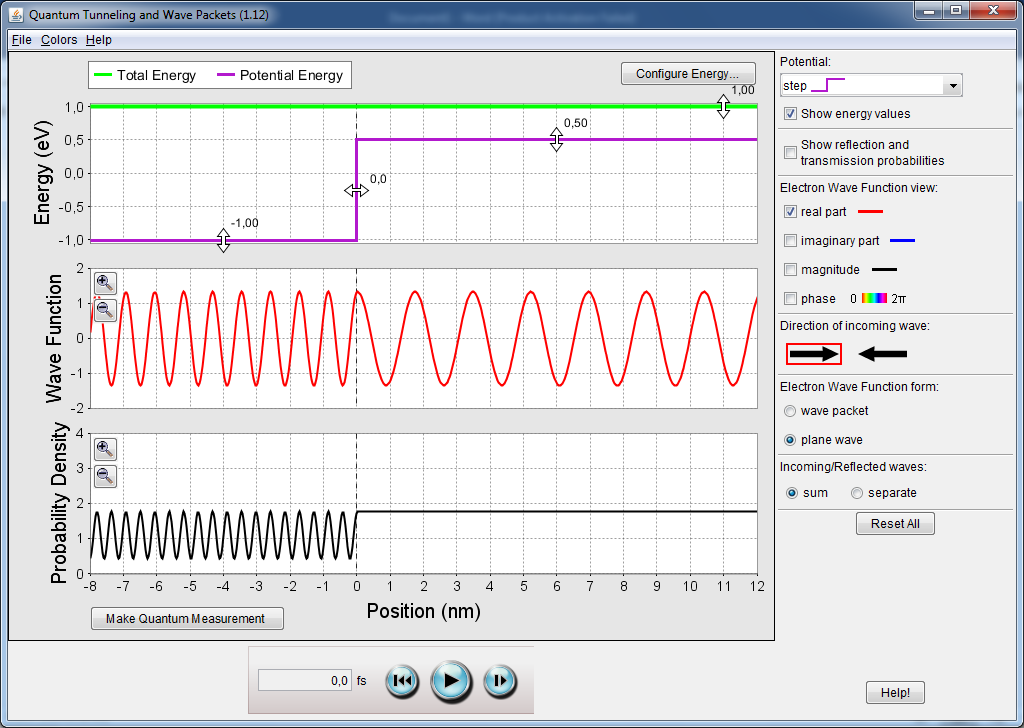 Quantum Tunneling and Wave Packets (1.12)
File Colors Help
Total Energy Potential Energy
Configure Energy...
1,00
Energy (eV)
1,0
0,5
0,0
-0,5
-1,0
0,50
0,0
-1,00
Wave Function
2
1
0
-1
-2
Probability Density
4
3
2
1
0
-8 -7 -6 -5 -4 -3 -2 -1 0 1 2 3 4 5 6 7 8 9 10 11 12
Position (nm)
Make Quantum Measurement
0,0 fs
Potential:
step
Show energy values
Show reflection and
transmission probabilities
Electron Wave Function view:
real part
imaginary part
magnitude
phase 0 2π
Direction of incoming wave:
Electron Wave Function form:
wave packet
plane wave
Incoming/Reflected waves:
sum separate
Reset All
Help!